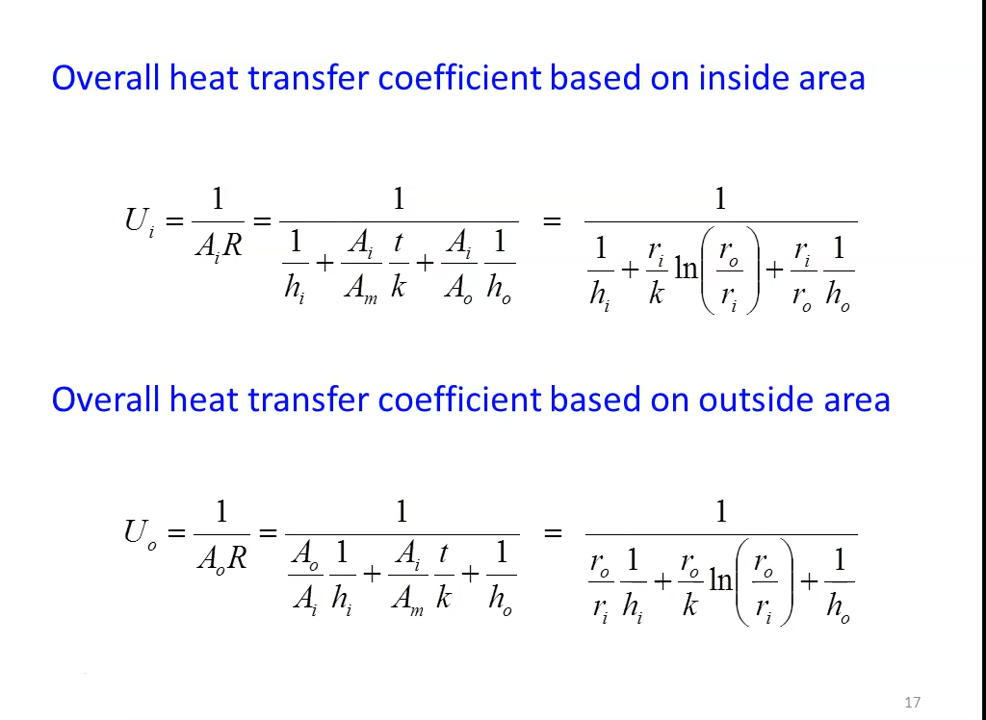 Overall heat transfer coefficient based on inside area
U_i = 1/(A_i R) = 1/(1/h_i + (A_i/A_m)(t/k) + (A_i/A_o)(1/h_o)) = 1/(1/h_i + (r_i/k) ln(r_o/r_i) + (r_i/r_o)(1/h_o))
Overall heat transfer coefficient based on outside area
U_o = 1/(A_o R) = 1/((A_o/A_i)(1/h_i) + (A_i/A_m)(t/k) + 1/h_o) = 1/((r_o/r_i)(1/h_i) + (r_o/k) ln(r_o/r_i) + 1/h_o)
17